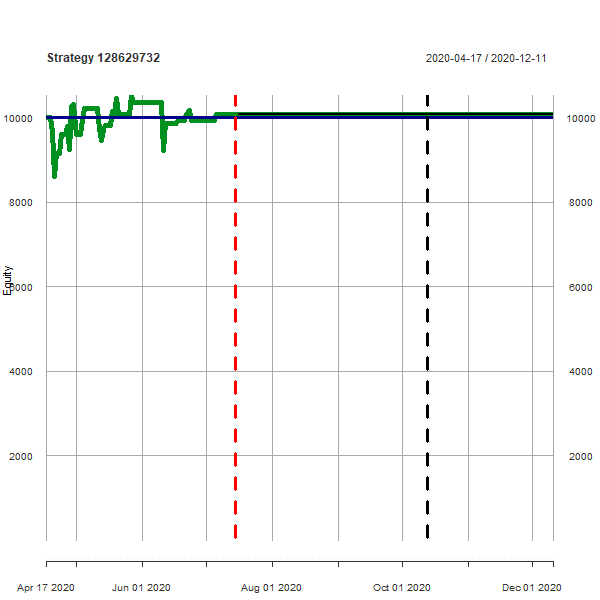 Strategy 128629732
2020-04-17 / 2020-12-11
10000
10000
8000
8000
Equity
6000
6000
4000
4000
2000
2000
Apr 17 2020
Jun 01 2020
Aug 01 2020
Oct 01 2020
Dec 01 2020